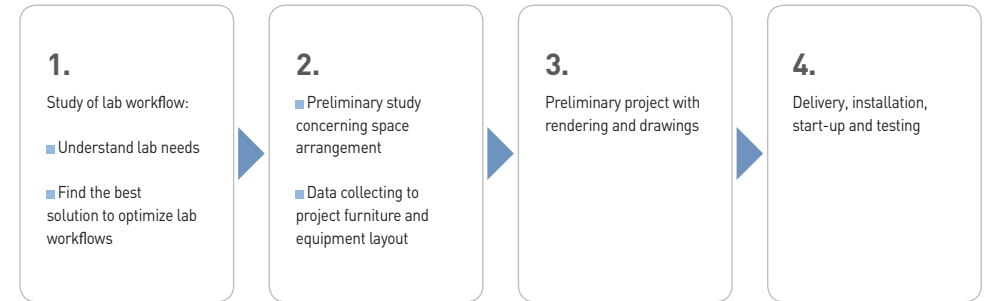 1.
Study of lab workflow:
Understand lab needs
Find the best
solution to optimize lab
workflows
2.
Preliminary study
concerning space
arrangement
Data collecting to
project furniture and
equipment layout
3.
Preliminary project with
rendering and drawings
4.
Delivery, installation,
start-up and testing